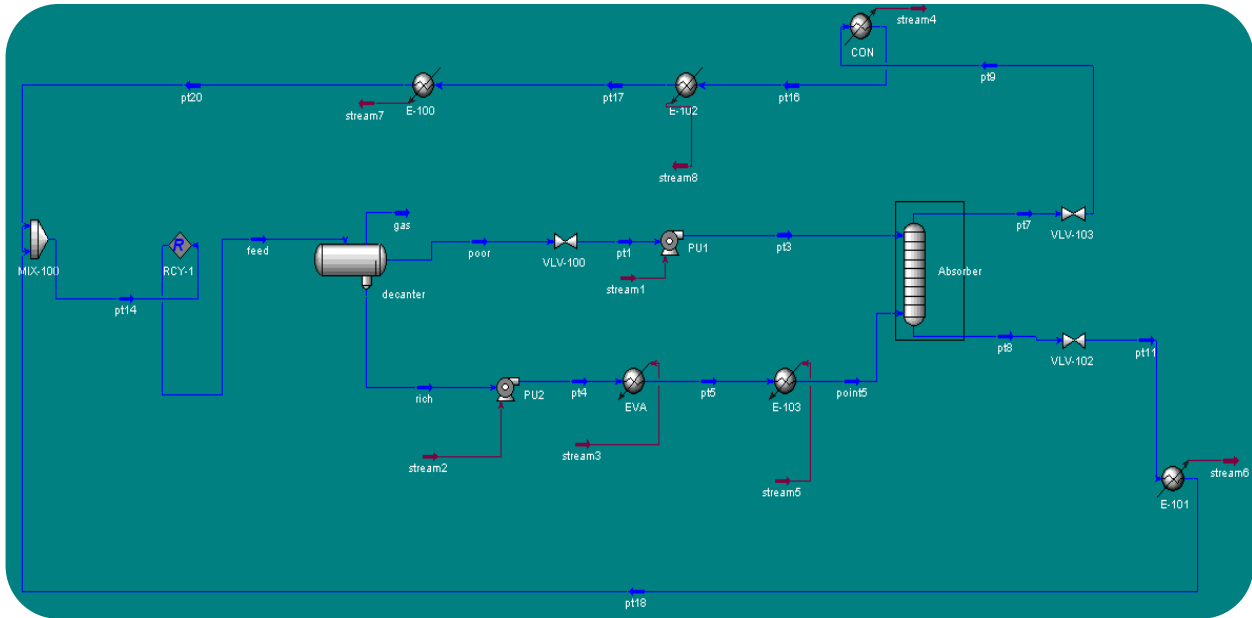 stream4
CON
pt9
pt20
stream7
E-100
pt17
E-102
pt16
stream8
gas
pt7
VLV-103
MIX-100
R
RCY-1
feed
poor
VLV-100
pt1
PU1
pt3
stream1
Absorber
decanter
pt14
pt8
VLV-102
pt11
rich
PU2
pt4
EVA
pt5
E-103
point5
stream2
stream3
stream5
stream6
E-101
pt18